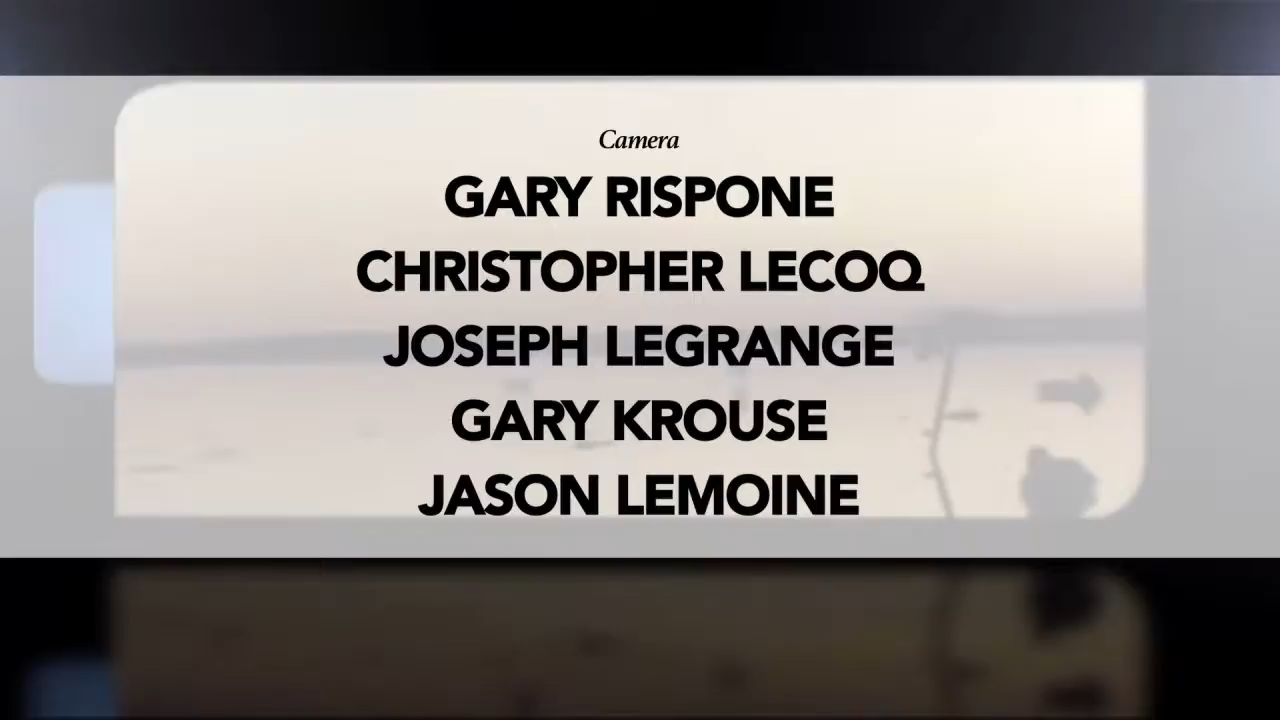 Camera
GARY RISPONE
CHRISTOPHER LECOQ
JOSEPH LEGRANGE
GARY KROUSE
JASON LEMOINE